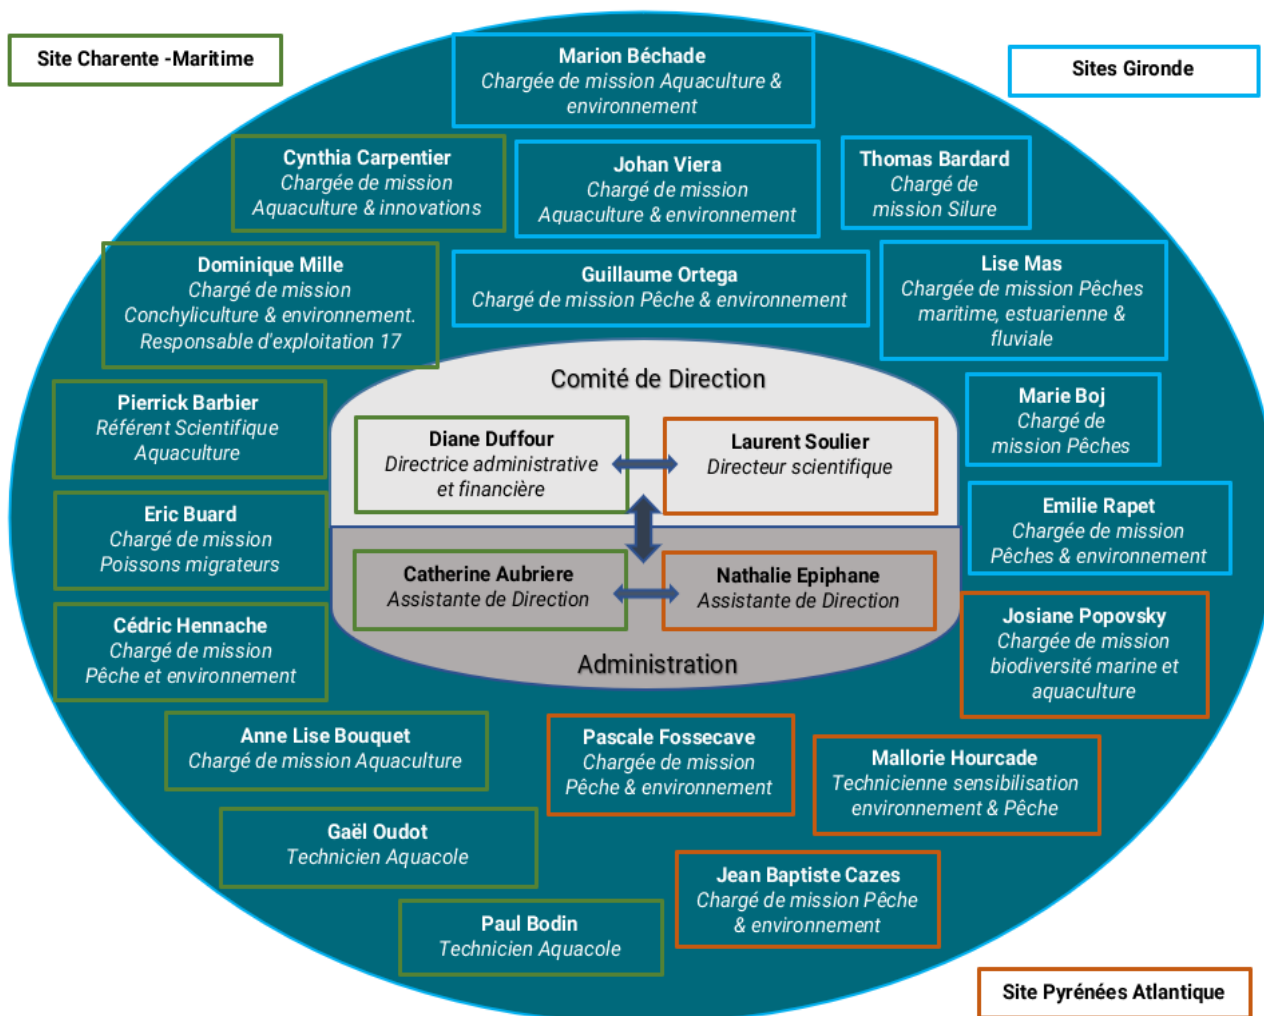 Site Charente -Maritime
Sites Gironde
Marion Béchade
Chargée de mission Aquaculture &
environnement
Cynthia Carpentier
Chargée de mission
Aquaculture & innovations
Johan Viera
Chargé de mission
Aquaculture & environnement
Thomas Bardard
Chargé de
mission Silure
Dominique Mille
Chargé de mission
Conchyliculture & environnement.
Responsable d'exploitation 17
Guillaume Ortega
Chargé de mission Pêche & environnement
Lise Mas
Chargée de mission Pêches
maritime, estuarienne &
fluviale
Comité de Direction
Pierrick Barbier
Référent Scientifique
Aquaculture
Marie Boj
Chargé de
mission Pêches
Diane Duffour
Directrice administrative
et financière
Laurent Soulier
Directeur scientifique
Eric Buard
Chargé de mission
Poissons migrateurs
Emilie Rapet
Chargée de mission
Pêches & environnement
Catherine Aubriere
Assistante de Direction
Nathalie Epiphane
Assistante de Direction
Cédric Hennache
Chargé de mission
Pêche et environnement
Josiane Popovsky
Chargée de mission
biodiversité marine et
aquaculture
Administration
Anne Lise Bouquet
Chargé de mission Aquaculture
Pascale Fossecave
Chargée de mission
Pêche & environnement
Mallorie Hourcade
Technicienne sensibilisation
environnement & Pêche
Gaël Oudot
Technicien Aquacole
Jean Baptiste Cazes
Chargé de mission Pêche
& environnement
Paul Bodin
Technicien Aquacole
Site Pyrénées Atlantique